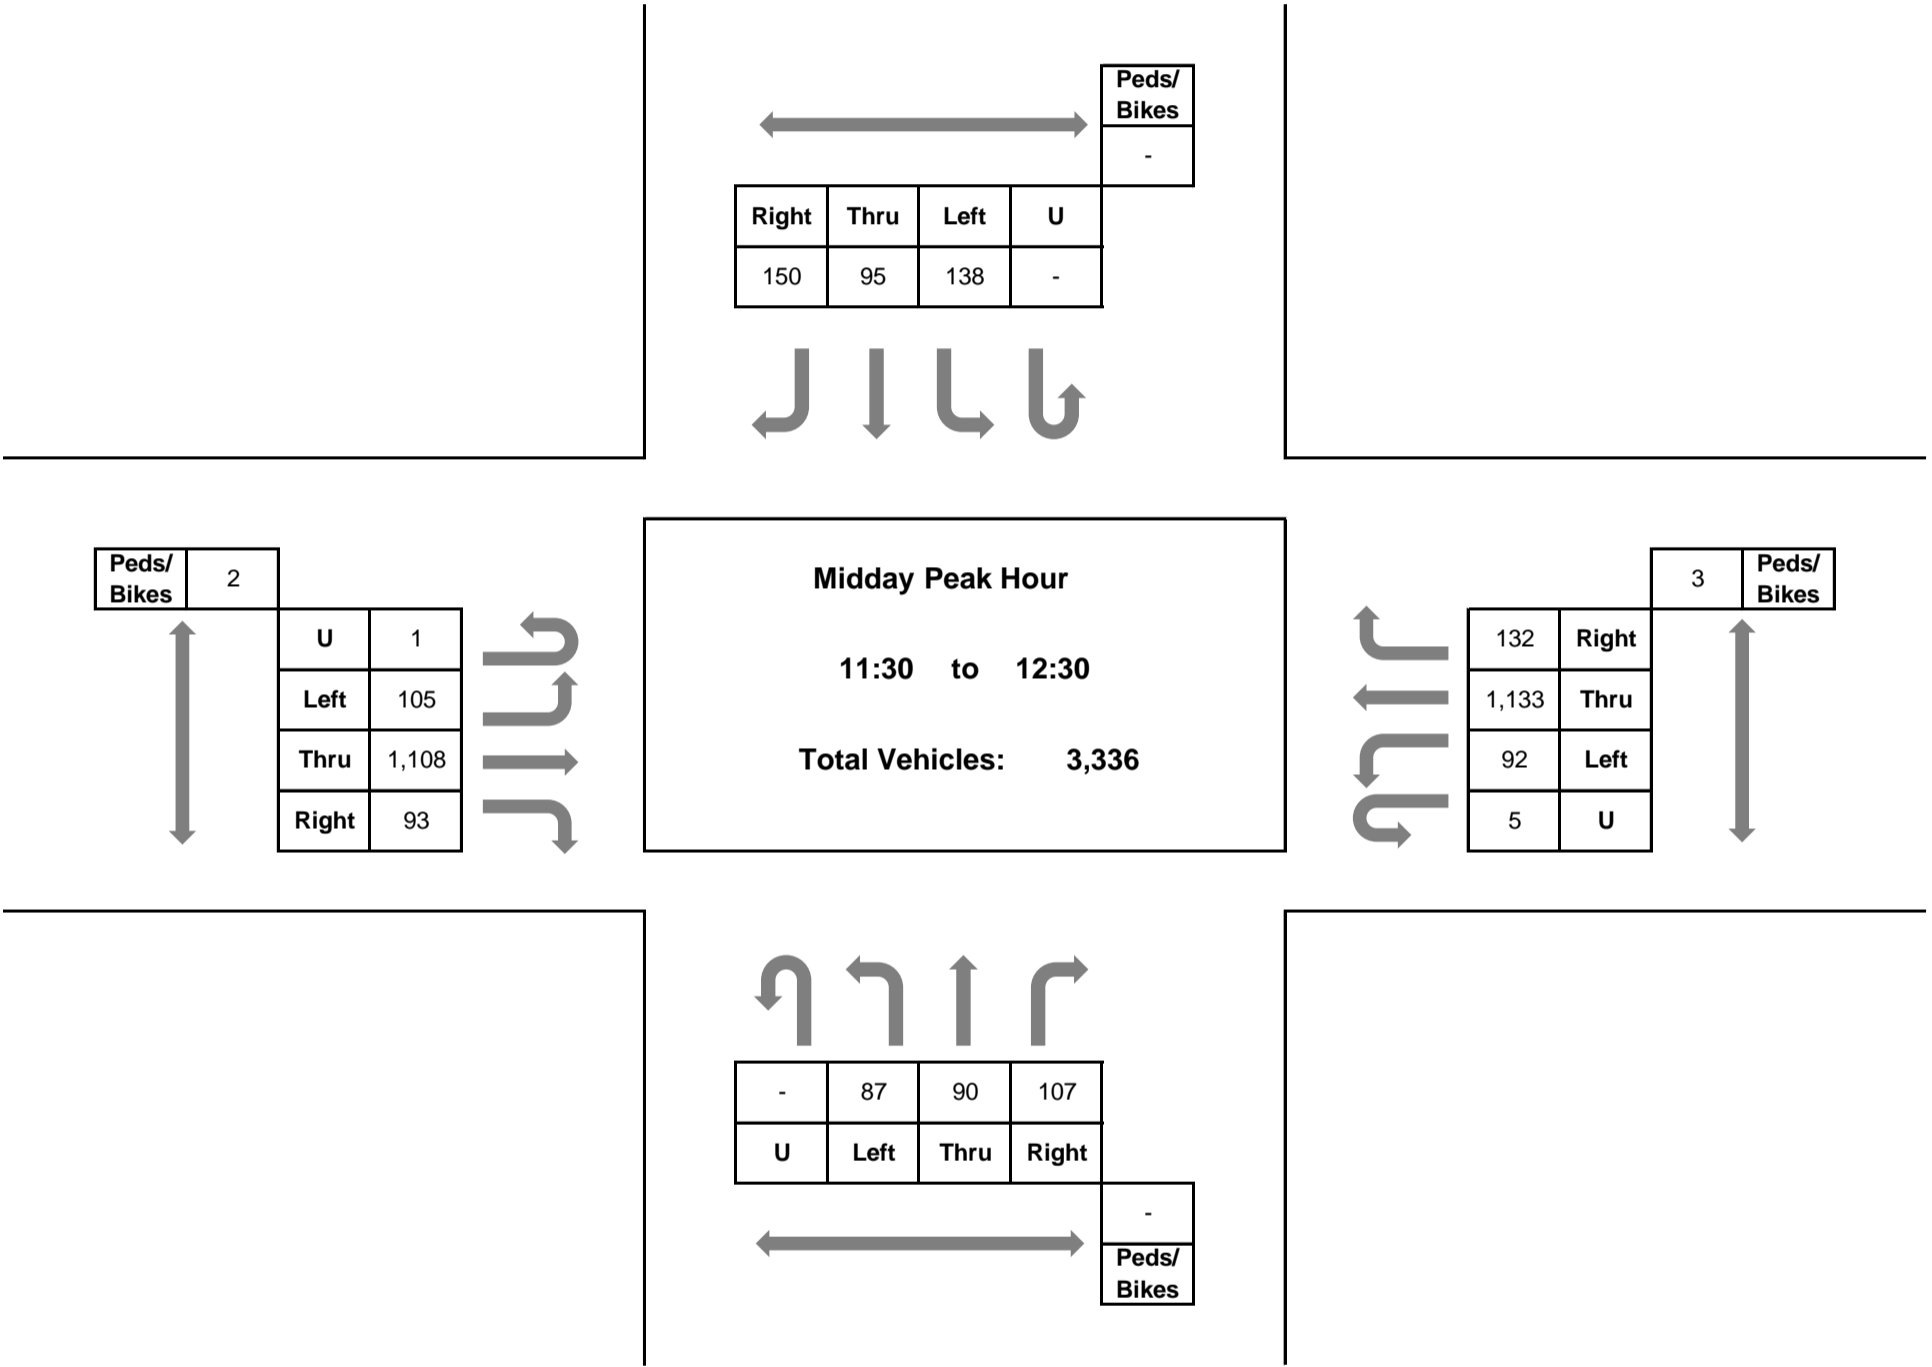 Peds/
Bikes
-
Right Thru Left U
150 95 138 -
Peds/
Bikes
2
U 1
Left 105
Thru 1,108
Right 93
Midday Peak Hour
11:30 to 12:30
Total Vehicles: 3,336
3
Peds/
Bikes
132 Right
1,133 Thru
92 Left
5 U
- 87 90 107
U Left Thru Right
-
Peds/
Bikes